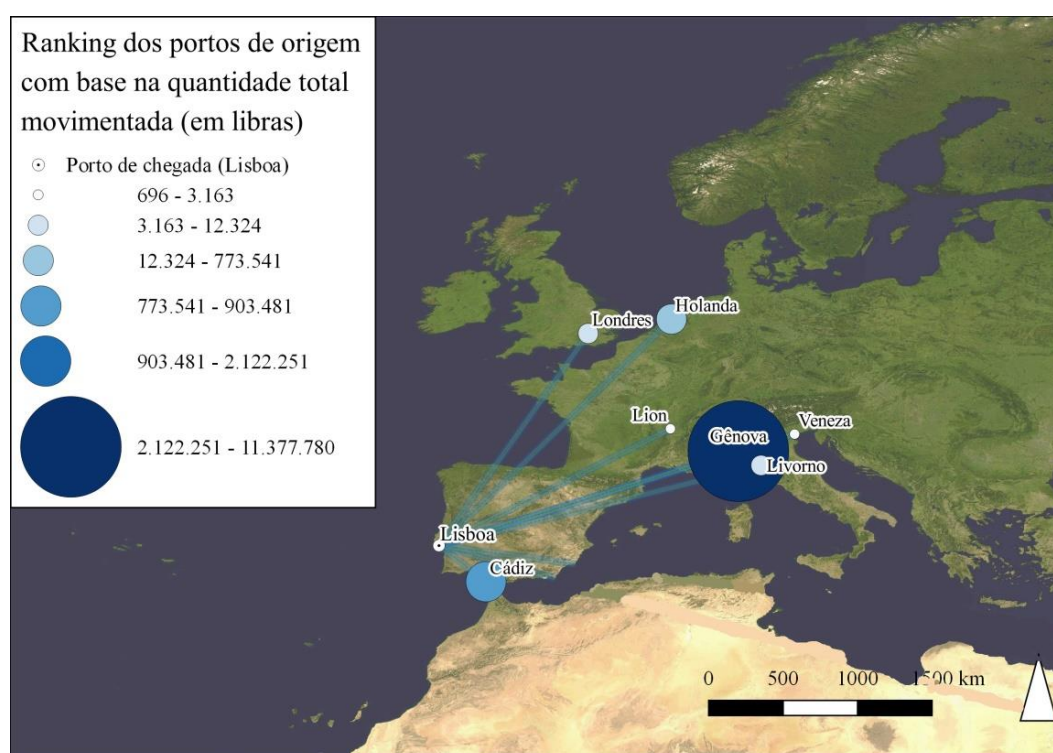 Ranking dos portos de origem
com base na quantidade total
movimentada (em libras)
Porto de chegada (Lisboa)
696 - 3.163
3.163 - 12.324
12.324 - 773.541
773.541 - 903.481
903.481 - 2.122.251
2.122.251 - 11.377.780
Holanda
Londres
Lion
Veneza
Gênova
Livorno
Lisboa
Cádiz
0 500 1000 1500 km